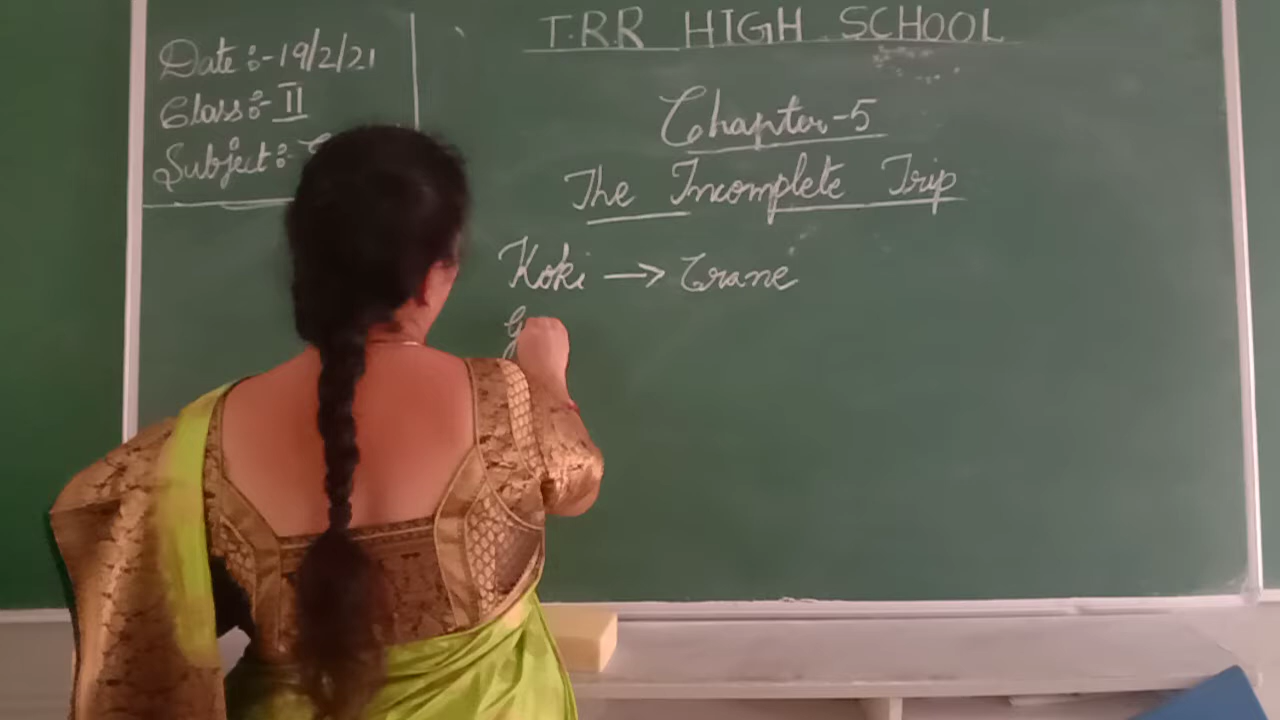 T.R.R HIGH SCHOOL
Date :- 19/2/21
Class :- II
Subject :-
Chapter-5
The Incomplete Trip
Koki → Crane
G